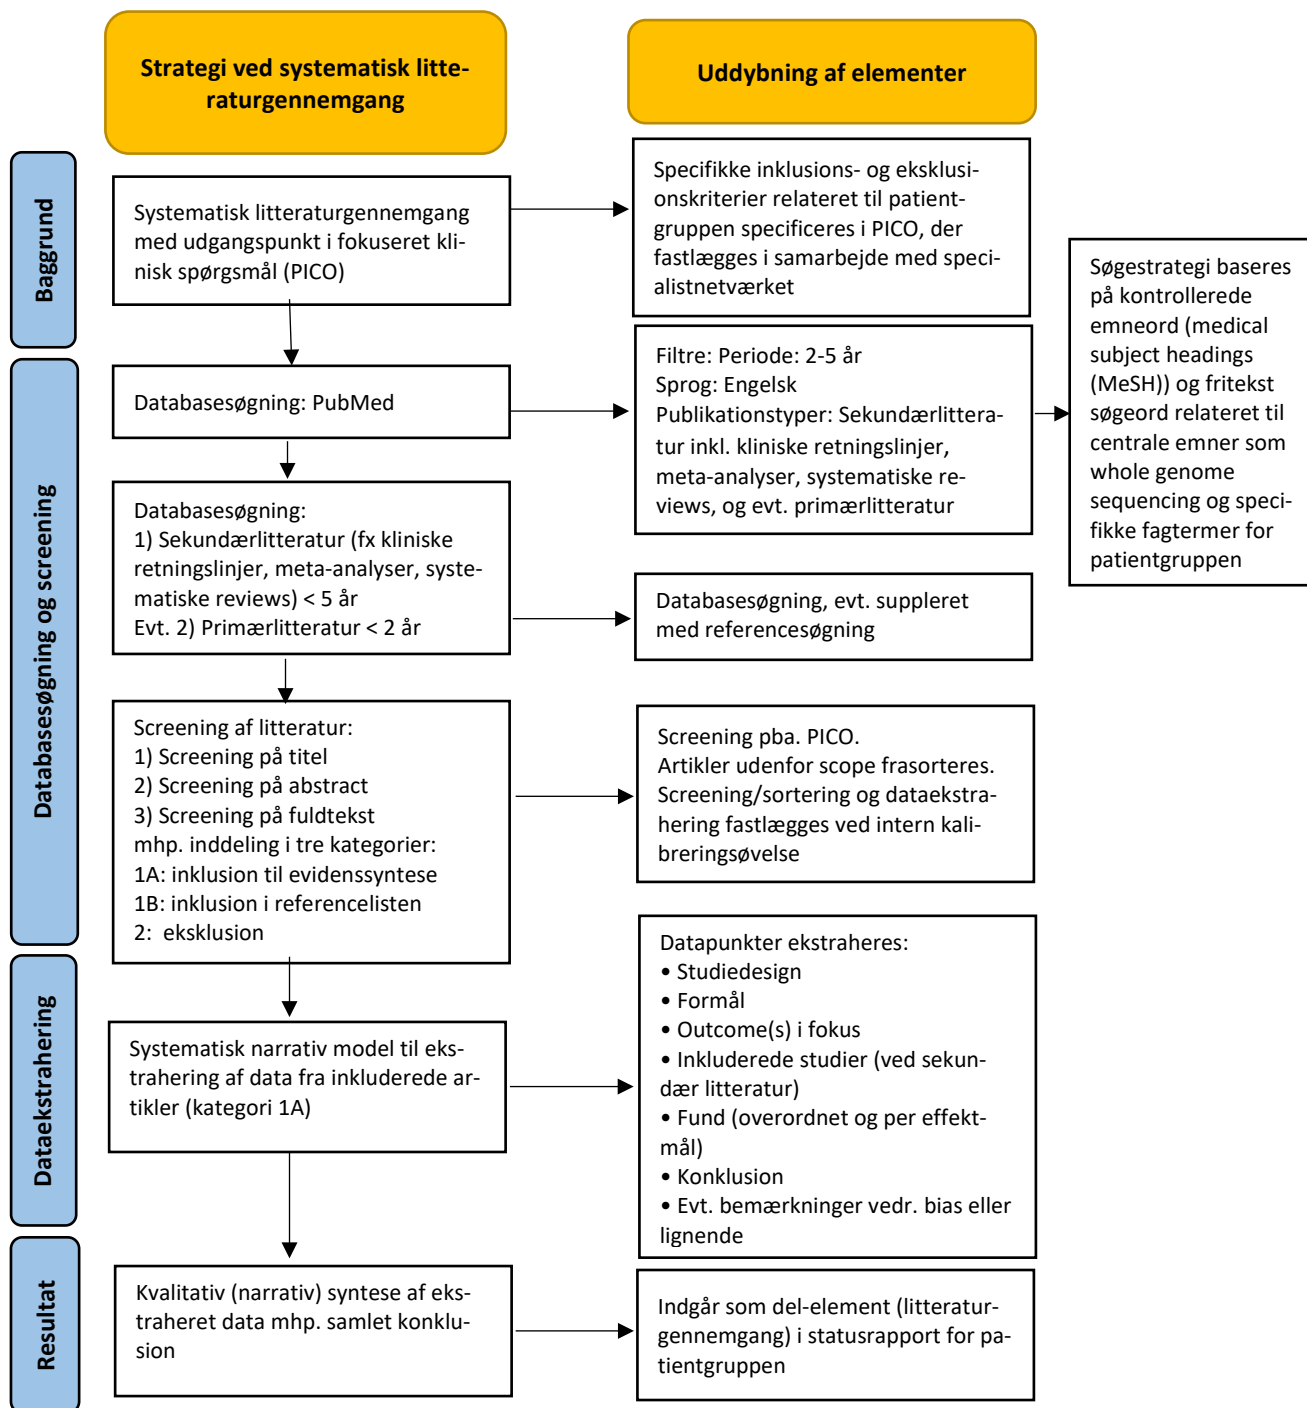 Strategi ved systematisk litte-
raturgennemgang
Uddybning af elementer
Baggrund
Systematisk litteraturgennemgang
med udgangspunkt i fokuseret kli-
nisk spørgsmål (PICO)
Specifikke inklusions- og eksklusi-
onskriterier relateret til patient-
gruppen specificeres i PICO, der
fastlægges i samarbejde med speci-
alistnetværket
Databasesøgning og screening
Databasesøgning: PubMed
Filtre: Periode: 2-5 år
Sprog: Engelsk
Publikationstyper: Sekundærlittera-
tur inkl. kliniske retningslinjer,
meta-analyser, systematiske re-
views, og evt. primærlitteratur
Søgestrategi baseres
på kontrollerede
emneord (medical
subject headings
(MeSH)) og fritekst
søgeord relateret til
centrale emner som
whole genome
sequencing og speci-
fikke fagtermer for
patientgruppen
Databasesøgning:
1) Sekundærlitteratur (fx kliniske
retningslinjer, meta-analyser, syste-
matiske reviews) < 5 år
Evt. 2) Primærlitteratur < 2 år
Databasesøgning, evt. suppleret
med referencesøgning
Screening af litteratur:
1) Screening på titel
2) Screening på abstract
3) Screening på fuldtekst
mhp. inddeling i tre kategorier:
1A: inklusion til evidenssyntese
1B: inklusion i referencelisten
2: eksklusion
Screening pba. PICO.
Artikler udenfor scope frasorteres.
Screening/sortering og dataekstra-
hering fastlægges ved intern kali-
breringsøvelse
Dataekstrahering
Systematisk narrativ model til eks-
trahering af data fra inkluderede ar-
tikler (kategori 1A)
Datapunkter ekstraheres:
• Studiedesign
• Formål
• Outcome(s) i fokus
• Inkluderede studier (ved sekun-
dær litteratur)
• Fund (overordnet og per effekt-
mål)
• Konklusion
• Evt. bemærkninger vedr. bias eller
lignende
Resultat
Kvalitativ (narrativ) syntese af eks-
traheret data mhp. samlet konklu-
sion
Indgår som del-element (litteratur-
gennemgang) i statusrapport for pa-
tientgruppen